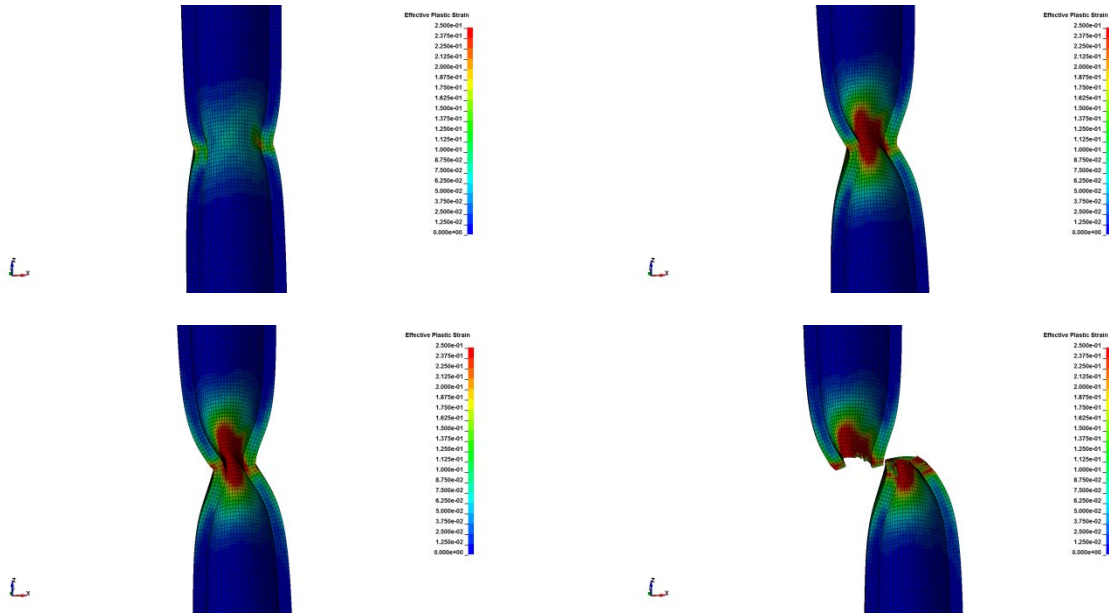 Effective Plastic Strain
2.500e-01
2.375e-01
2.250e-01
2.125e-01
2.000e-01
1.875e-01
1.750e-01
1.625e-01
1.500e-01
1.375e-01
1.250e-01
1.125e-01
1.000e-01
8.750e-02
7.500e-02
6.250e-02
5.000e-02
3.750e-02
2.500e-02
1.250e-02
0.000e+00
Z
X
Effective Plastic Strain
2.500e-01
2.375e-01
2.250e-01
2.125e-01
2.000e-01
1.875e-01
1.750e-01
1.625e-01
1.500e-01
1.375e-01
1.250e-01
1.125e-01
1.000e-01
8.750e-02
7.500e-02
6.250e-02
5.000e-02
3.750e-02
2.500e-02
1.250e-02
0.000e+00
Z
X
Effective Plastic Strain
2.500e-01
2.375e-01
2.250e-01
2.125e-01
2.000e-01
1.875e-01
1.750e-01
1.625e-01
1.500e-01
1.375e-01
1.250e-01
1.125e-01
1.000e-01
8.750e-02
7.500e-02
6.250e-02
5.000e-02
3.750e-02
2.500e-02
1.250e-02
0.000e+00
Z
X
Effective Plastic Strain
2.500e-01
2.375e-01
2.250e-01
2.125e-01
2.000e-01
1.875e-01
1.750e-01
1.625e-01
1.500e-01
1.375e-01
1.250e-01
1.125e-01
1.000e-01
8.750e-02
7.500e-02
6.250e-02
5.000e-02
3.750e-02
2.500e-02
1.250e-02
0.000e+00
Z
X